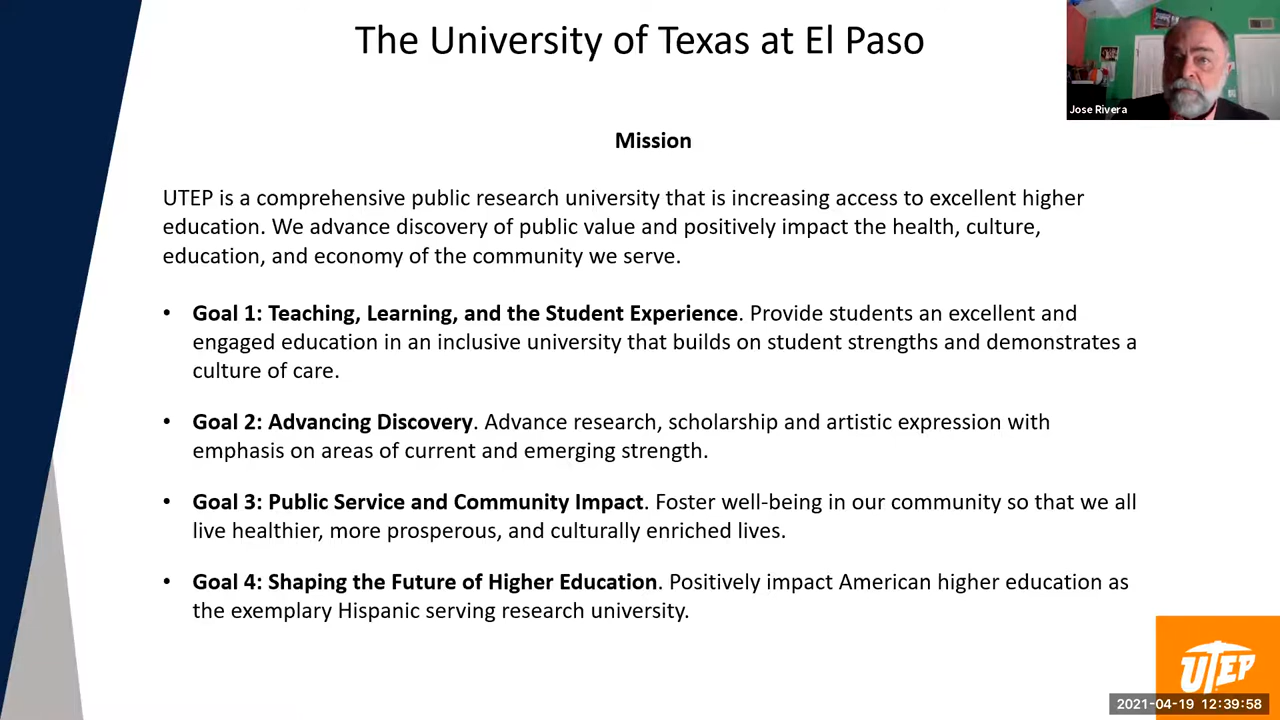 The University of Texas at El Paso
Jose Rivera
Mission
UTEP is a comprehensive public research university that is increasing access to excellent higher
education. We advance discovery of public value and positively impact the health, culture,
education, and economy of the community we serve.
• Goal 1: Teaching, Learning, and the Student Experience. Provide students an excellent and
engaged education in an inclusive university that builds on student strengths and demonstrates a
culture of care.
• Goal 2: Advancing Discovery. Advance research, scholarship and artistic expression with
emphasis on areas of current and emerging strength.
• Goal 3: Public Service and Community Impact. Foster well-being in our community so that we all
live healthier, more prosperous, and culturally enriched lives.
• Goal 4: Shaping the Future of Higher Education. Positively impact American higher education as
the exemplary Hispanic serving research university.
UTEP
2021-04-19 12:39:58